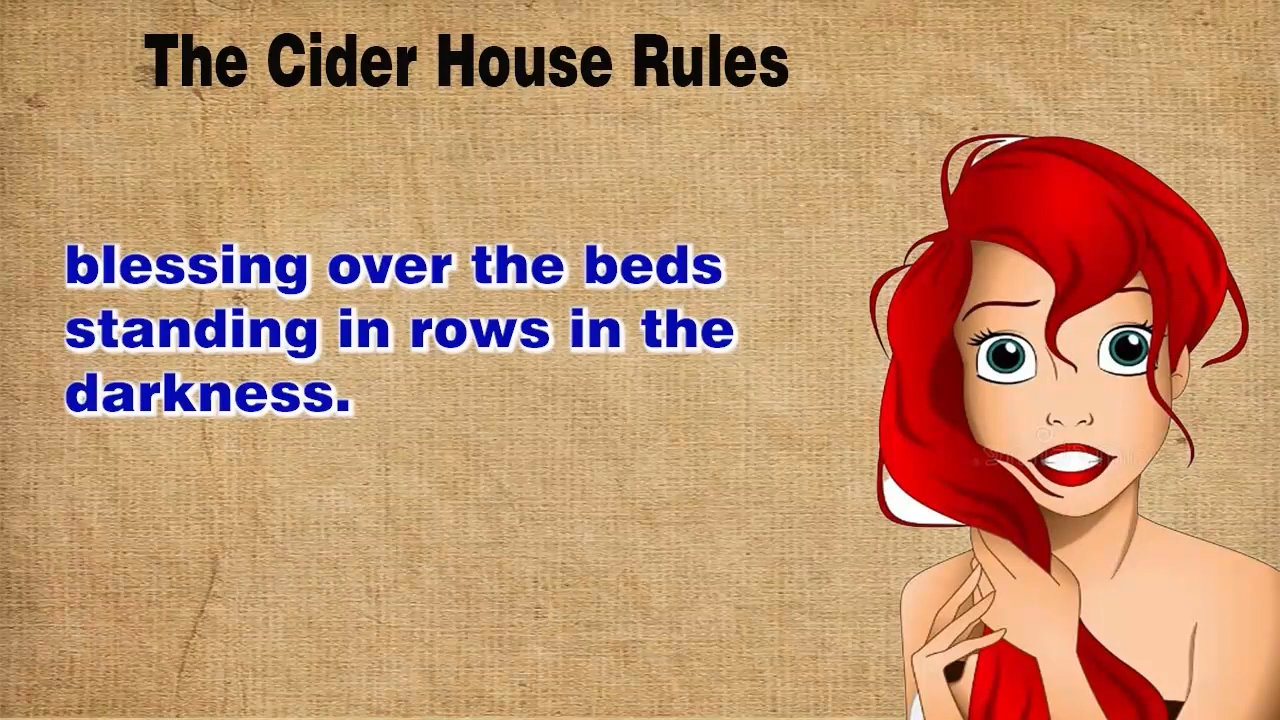 The Cider House Rules
blessing over the beds
standing in rows in the
darkness.